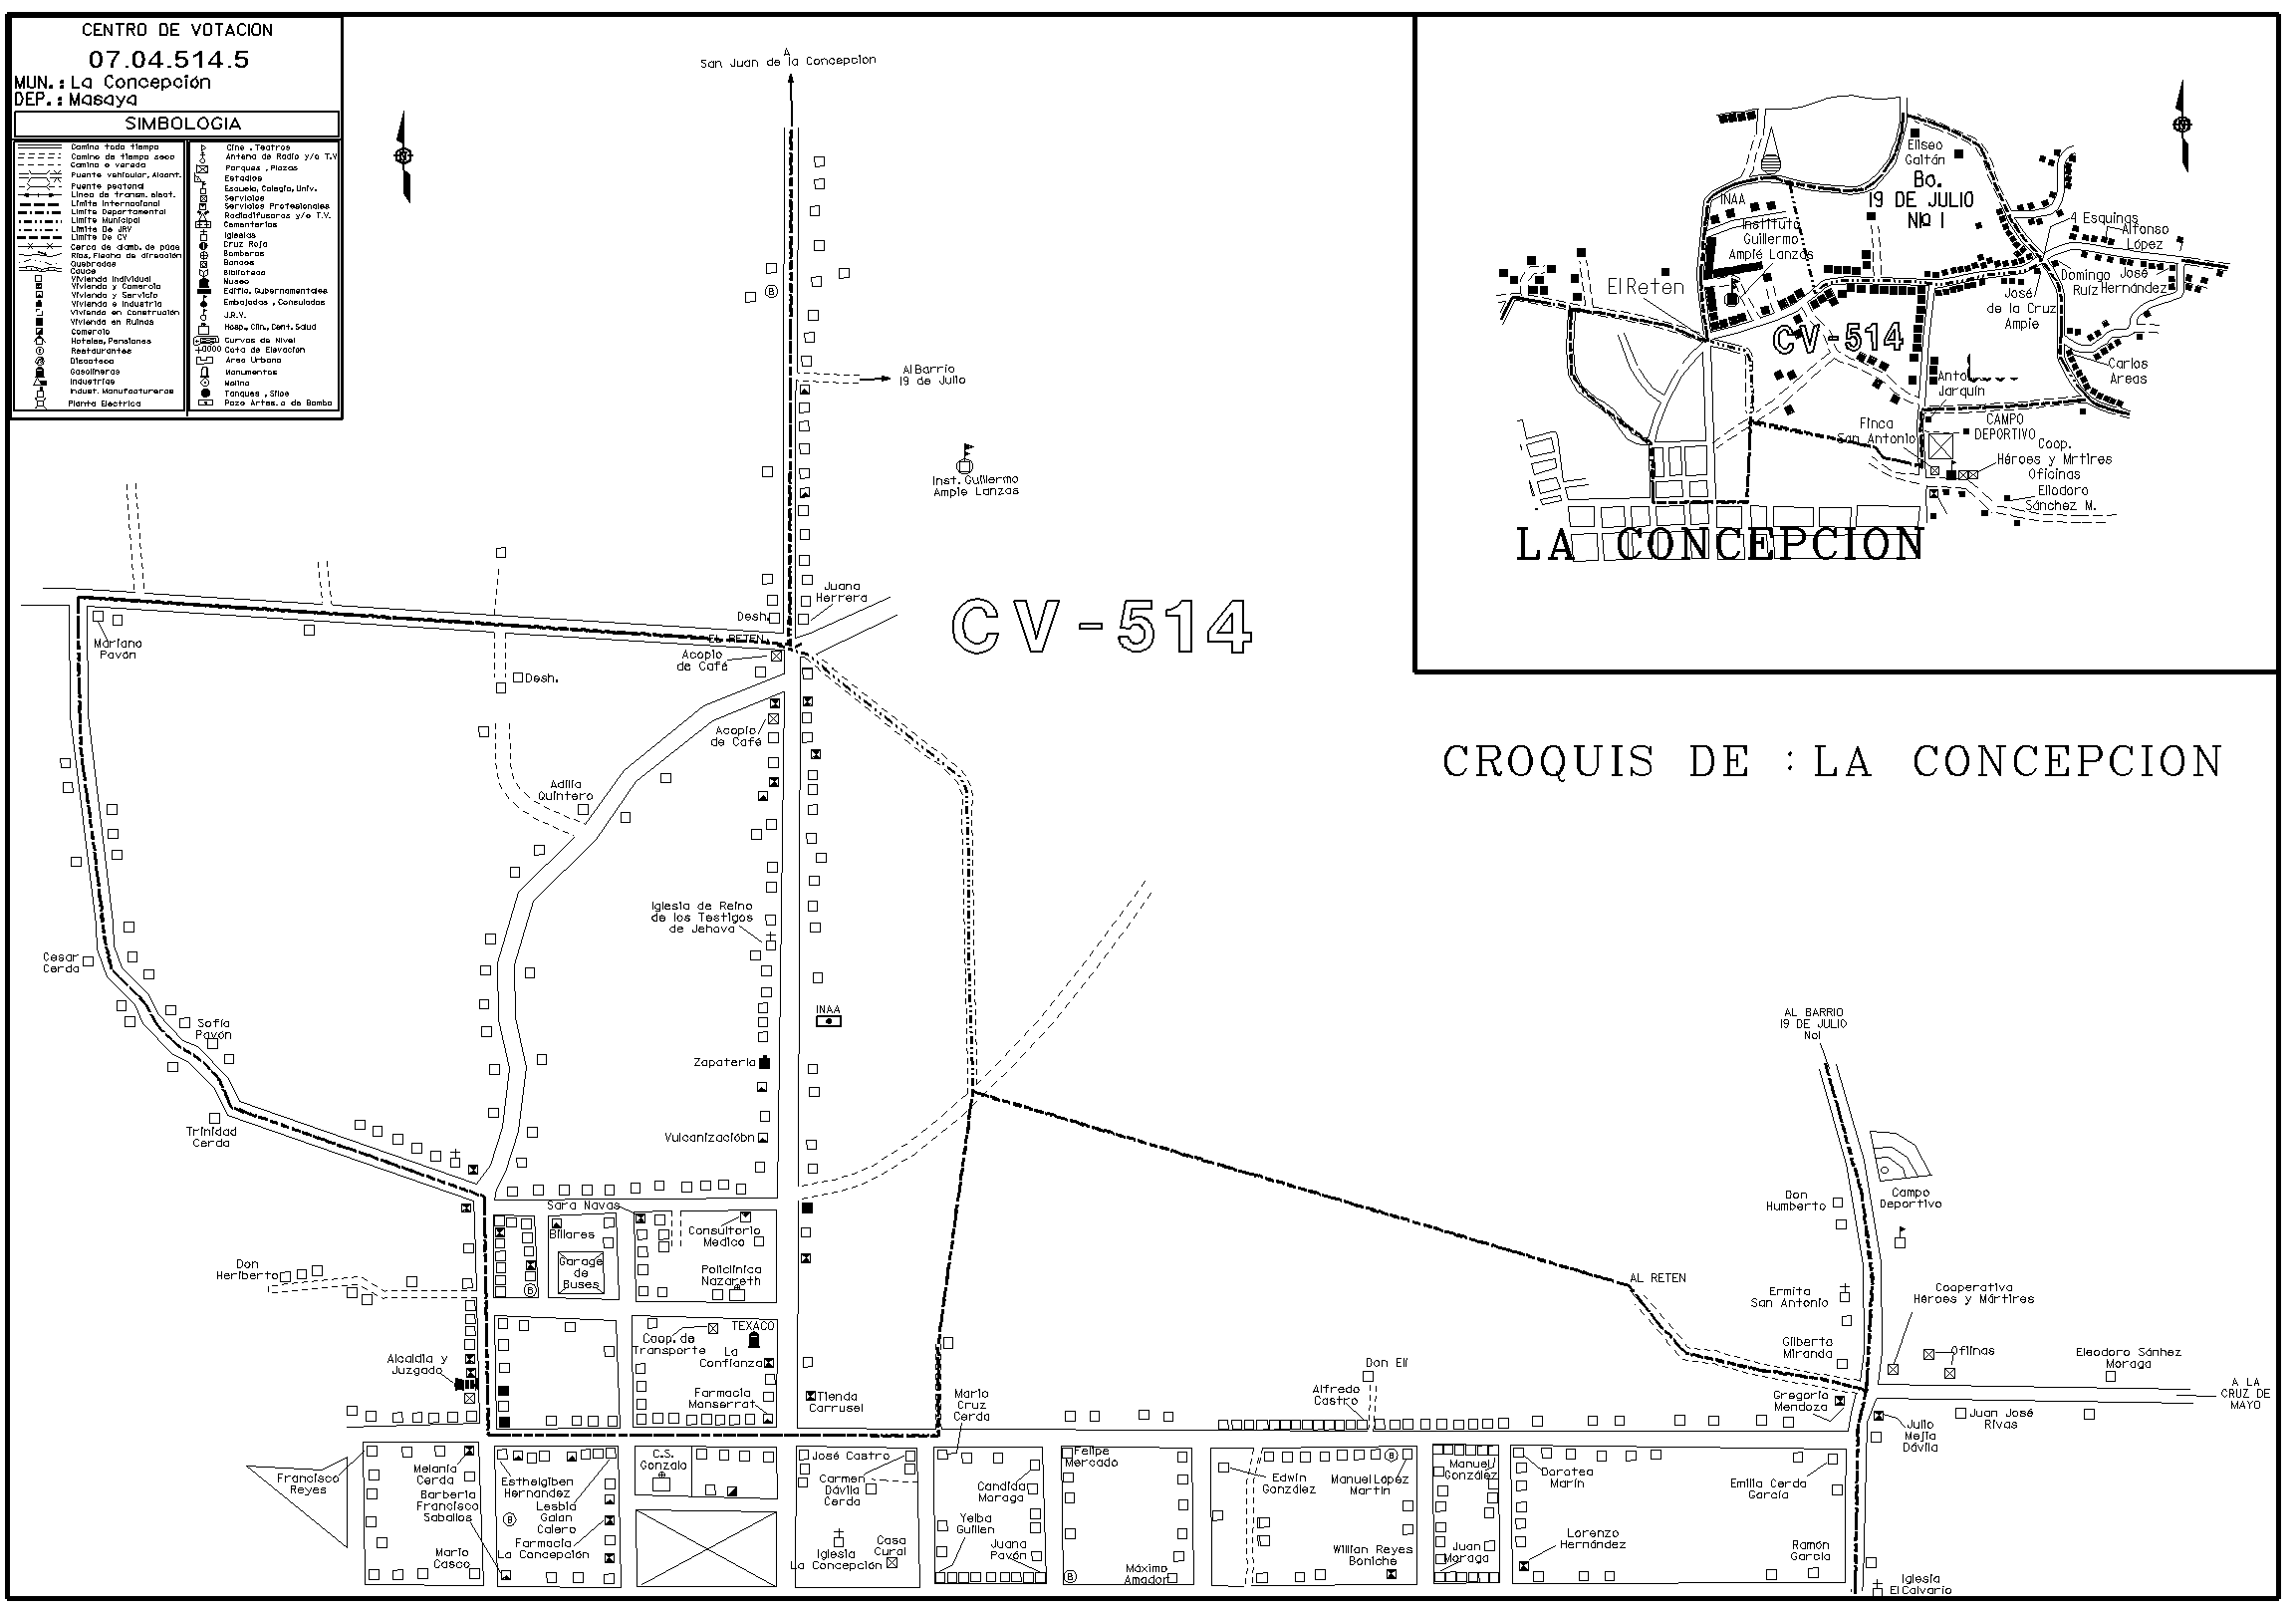 CENTRO DE VOTACION
07.04.514.5
MUN.: La Concepción
DEP.: Masaya
SIMBOLOGIA
Camino todo tiempo
Camino de tiempo seco
Camino o vereda
Puente vehicular, Alcant.
Puente peatonal
Linea de transm. elect.
Limite Internacional
Limite Departamental
Limite Municipal
Limite De JRV
Limite De CV
Cerca de alamb. de púas
Rios, Flecha de dirección
Quebradas
Cauce
Vivienda Individual
Vivienda y Comercio
Vivienda y Servicio
Vivienda e Industria
Vivienda en Construcción
Vivienda en Ruinas
Comercio
Hoteles, Pensiones
Restaurantes
Discoteca
Gasolineras
Industrias
Indust. Manufactureras
Planta Electrica
Cine , Teatros
Antena de Radio y/o T.V
Parques , Plazas
Estadios
Escuela, Colegio, Univ.
Servicios
Servicios Profesionales
Radiodifusoras y/o T.V.
Cementerios
Iglesias
Cruz Roja
Bomberos
Bancos
Biblioteca
Museo
Edific. Gubernamentales
Embajadas , Consulados
J.R.V.
Hosp., Clin., Cent. Salud
Curvas de Nivel
Cota de Elevacion
Area Urbana
Monumentos
Molino
Tanques , Silos
Pozo Artes. o de Bomba
A
San Juan de la Concepcion
B
Al Barrio
19 de Julio
Inst. Guillermo
Ampie Lanzas
Juana
Herrera
Desh.
EL RETEN
Acopio
de Café
CV-514
Mariano
Pavón
Desh.
Acopio
de Café
Adilia
Quintero
Iglesia de Reino
de los Testigos
de Jehova
Cesar
Cerda
INAA
Sofía
Pavón
Zapateria
Trinidad
Cerda
Vulcanizacióbn
Sara Navas
Billares
Consultorio
Medico
Garage
de
Buses
B
Policlinica
Nazareth
Don
Heriberto
Coop. de
Transporte
TEXACO
La
Confianza
Alcaldia y
Juzgado
Farmacia
Monserrat
Tienda
Carrusel
Mario
Cruz
Cerda
Don Eli
Alfredo
Castro
AL RETEN
AL BARRIO
19 DE JULIO
No1
Campo
Deportivo
Don
Humberto
Ermita
San Antonio
Cooperativa
Héroes y Mártires
Gilberto
Miranda
Ofiinas
Eleodoro Sánhez
Moraga
Gregorio
Mendoza
A LA
CRUZ DE
MAYO
Juan José
Rivas
Julio
Mejia
Dávila
Francisco
Reyes
Melania
Cerda
Barberia
Francisco
Saballos
Mario
Casco
Esthelgiben
Hernandez
Lesbia
Galan
Calero
B
Farmacia
La Concepción
C.S.
Gonzalo
José Castro
Carmen
Dávila
Cerda
Iglesia
La Concepción
Casa
Cural
Candida
Moraga
Yelba
Guillen
Juana
Pavón
Felipe
Mercado
B
Máximo
Amador
Edwin
González
B
Manuel López
Martin
Willian Reyes
Boniche
Manuel
González
Juan
Moraga
Dorotea
Marin
Lorenzo
Hernández
Emilia Cerda
García
Ramón
García
Iglesia
El Calvario
Eliseo
Gaitán
Bo.
19 DE JULIO
Nº 1
INAA
Instituto
Guillermo
Ampié Lanzas
El Retén
4 Esquinas
Alfonso
López
Domingo
Ruiz
José
Hernández
José
de la Cruz
Ampie
CV-514
Carlos
Areas
Jarquín
Finca
San Antonio
CAMPO
DEPORTIVO
Coop.
Héroes y Mrtires
Oficinas
Eliodoro
Sánchez M.
LA CONCEPCION
CROQUIS DE : LA CONCEPCION